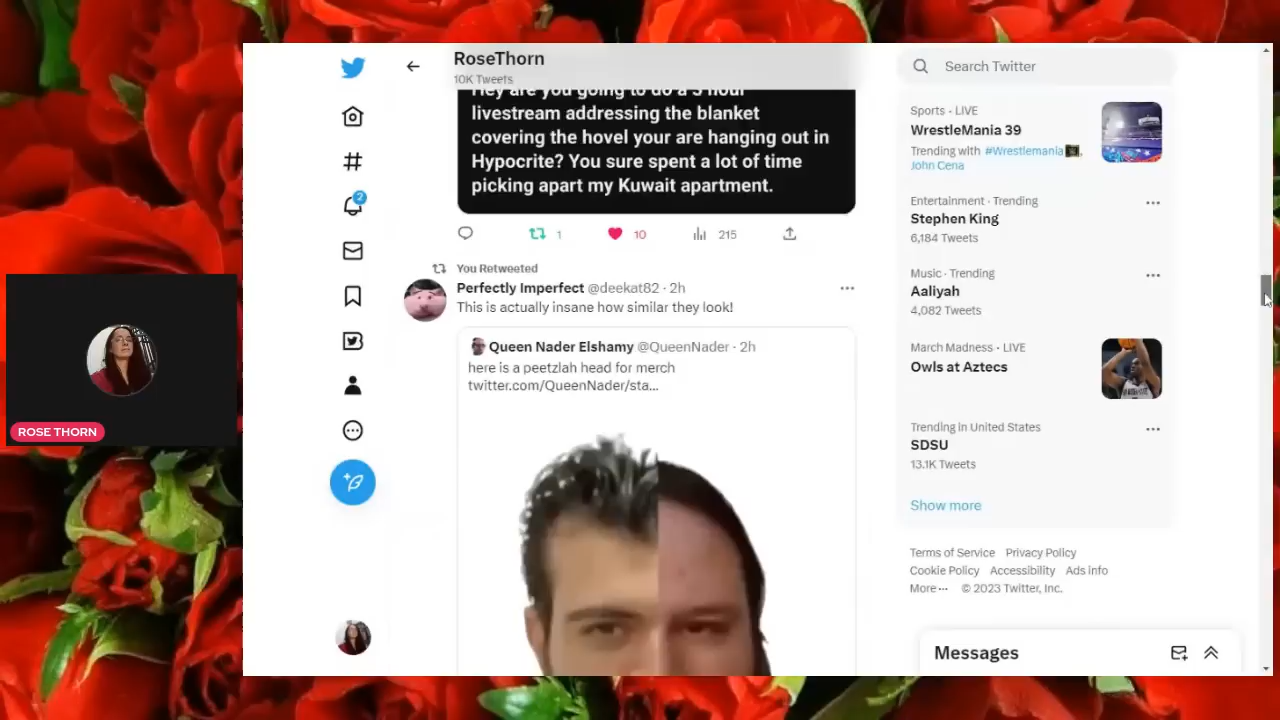 RoseThorn
10K Tweets
Hey are you going to do a 3 hour
livestream addressing the blanket
covering the hovel your are hanging out in
Hypocrite? You sure spent a lot of time
picking apart my Kuwait apartment.
1
10
215
You Retweeted
Perfectly Imperfect @deekat82 · 2h
This is actually insane how similar they look!
Queen Nader Elshamy @QueenNader · 2h
here is a peetzlah head for merch
twitter.com/QueenNader/sta...
2
ROSE THORN
Search Twitter
Sports · LIVE
WrestleMania 39
Trending with #Wrestlemania,
John Cena
Entertainment · Trending
Stephen King
6,184 Tweets
Music · Trending
Aaliyah
4,082 Tweets
March Madness · LIVE
Owls at Aztecs
Trending in United States
SDSU
13.1K Tweets
Show more
Terms of Service Privacy Policy
Cookie Policy Accessibility Ads info
More ··· © 2023 Twitter, Inc.
Messages